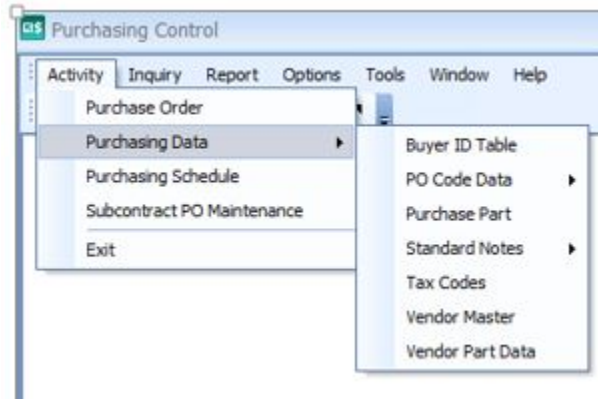 CIS Purchasing Control
Activity Inquiry Report Options Tools Window Help
Purchase Order
Purchasing Data
Purchasing Schedule
Subcontract PO Maintenance
Exit
Buyer ID Table
PO Code Data
Purchase Part
Standard Notes
Tax Codes
Vendor Master
Vendor Part Data